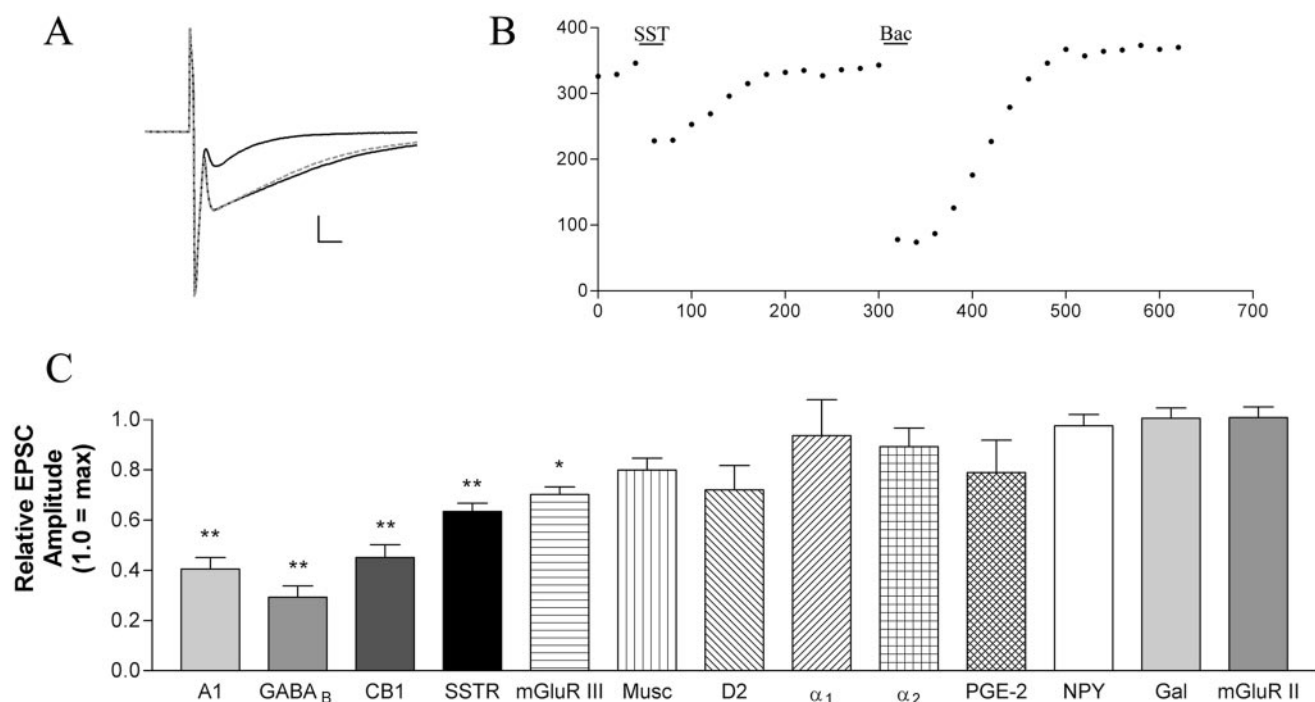 A
B
SST
Bac
400
300
200
100
0
0 100 200 300 400 500 600 700
C
Relative EPSC
Amplitude
(1.0 = max)
1.0
0.8
0.6
0.4
0.2
0.0
** ** ** ** *
A1 GABA B CB1 SSTR mGluR III Musc D2 α1 α2 PGE-2 NPY Gal mGluR II